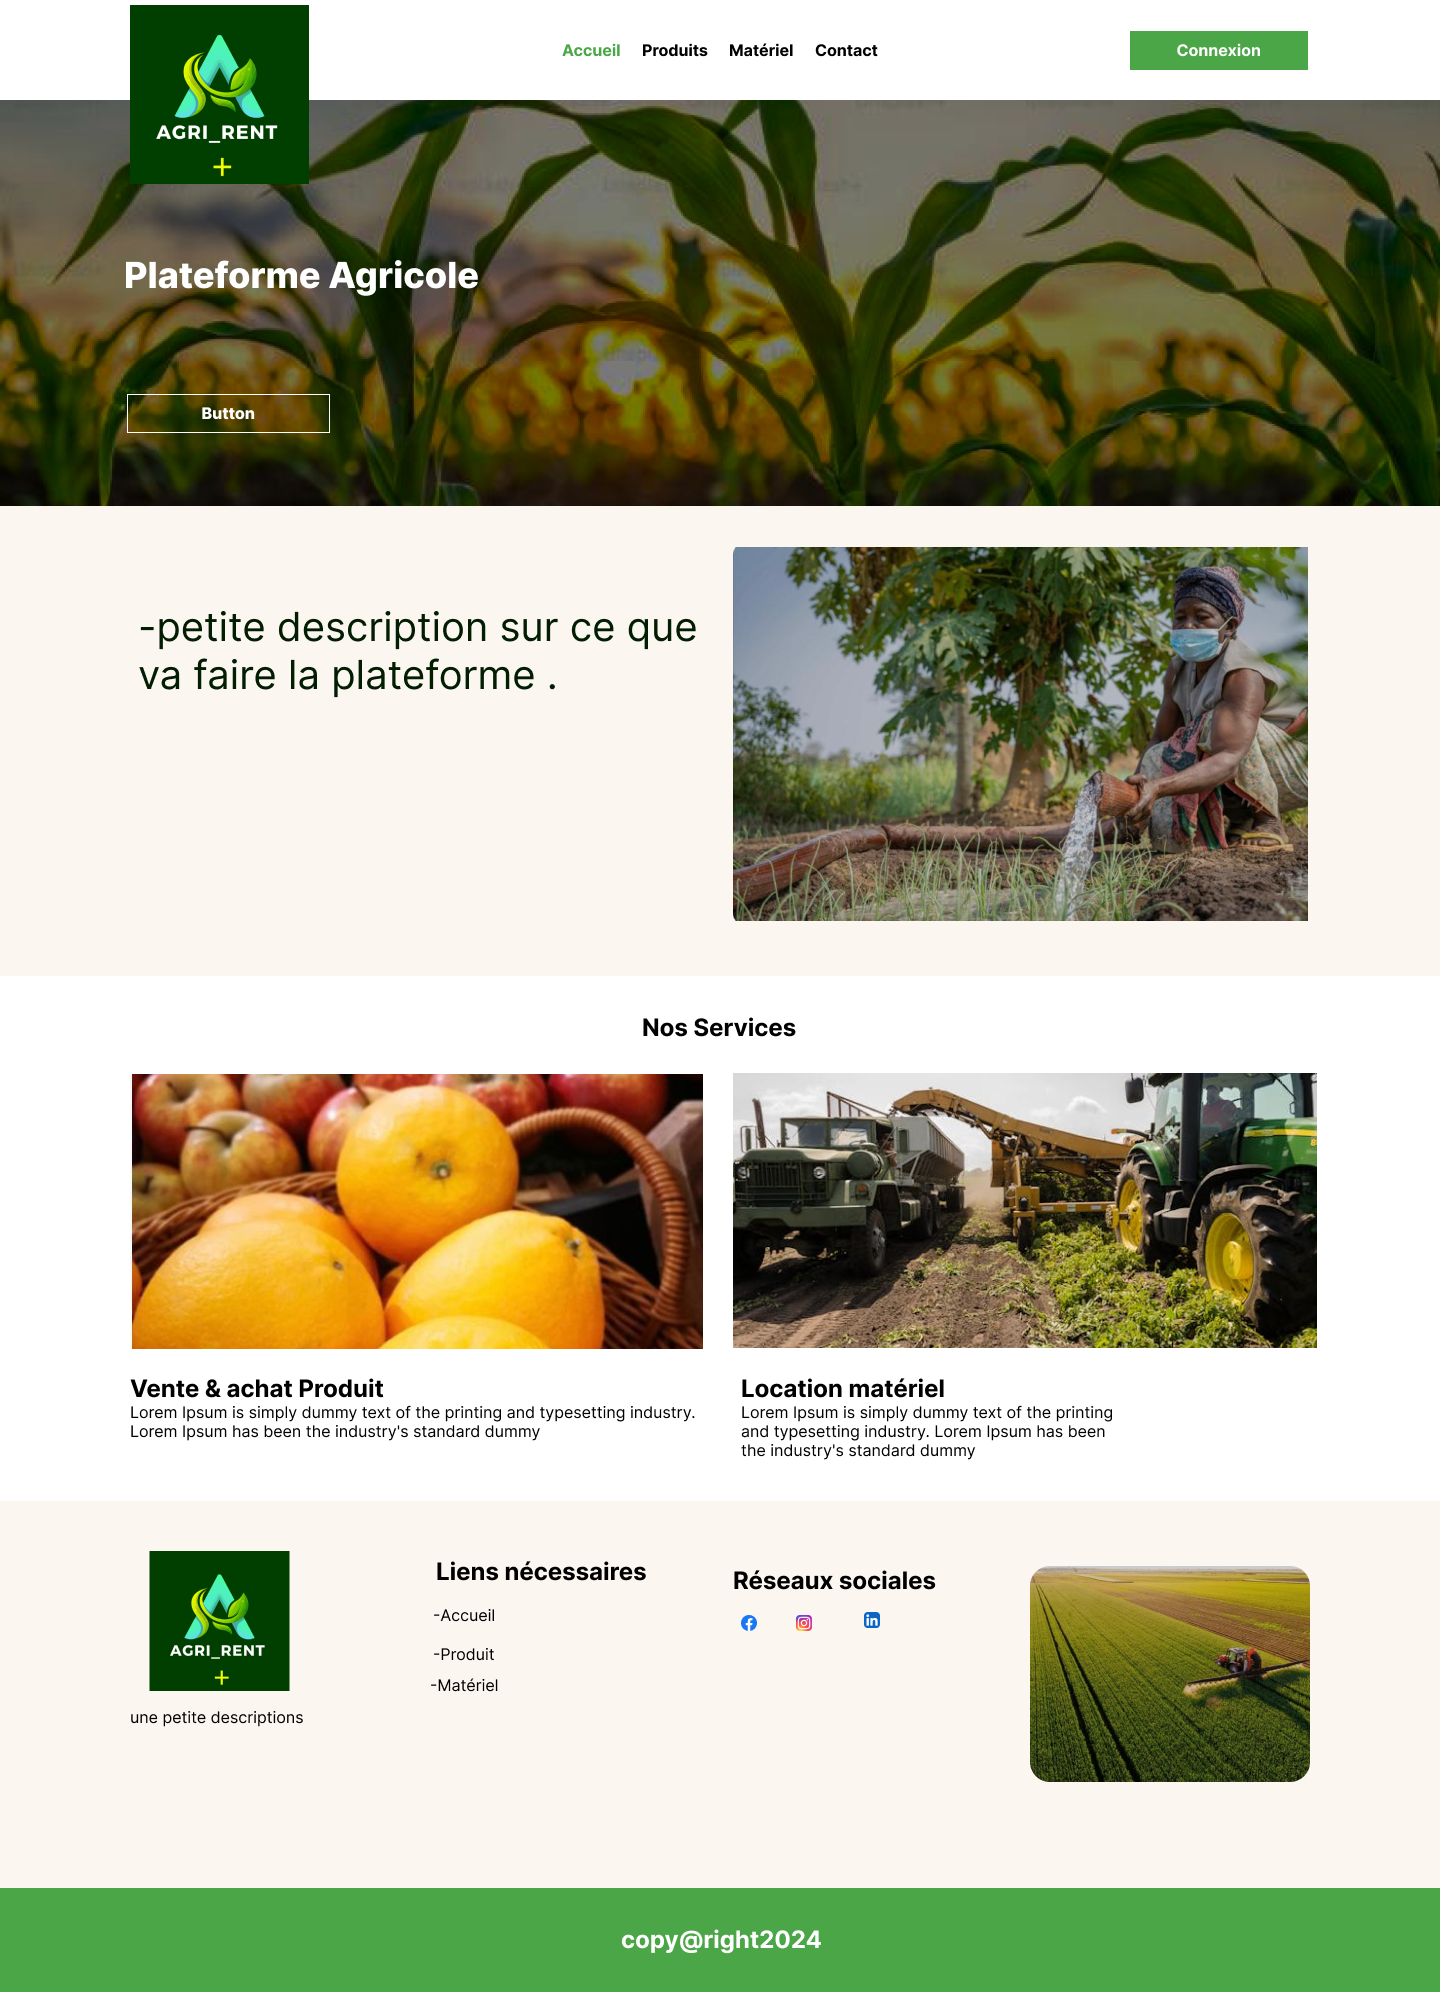 Accueil Produits Matériel Contact
Connexion
AGRI_RENT
+
Plateforme Agricole
Button
-petite description sur ce que
va faire la plateforme .
Nos Services
Vente & achat Produit
Lorem Ipsum is simply dummy text of the printing and typesetting industry.
Lorem Ipsum has been the industry's standard dummy
Location matériel
Lorem Ipsum is simply dummy text of the printing
and typesetting industry. Lorem Ipsum has been
the industry's standard dummy
AGRI_RENT
+
une petite descriptions
Liens nécessaires
-Accueil
-Produit
-Matériel
Réseaux sociales
in
copy@right2024